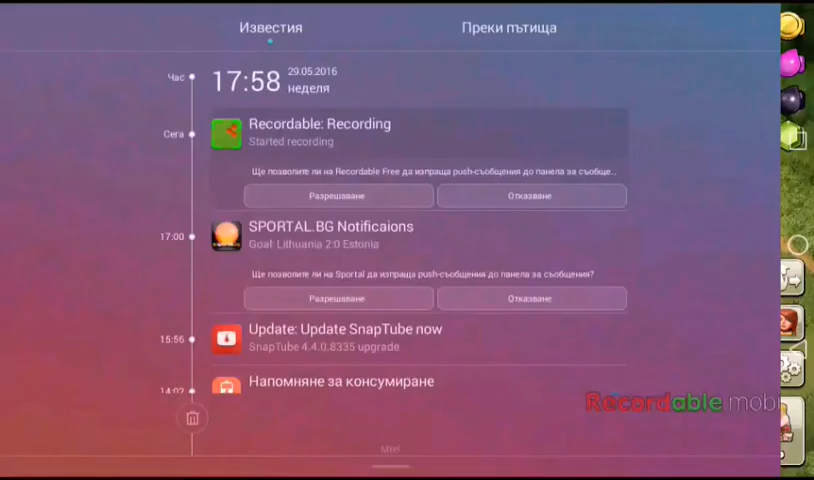 Известия
Преки пътища
Час
17:58
29.05.2016
неделя
Сега
Recordable: Recording
Started recording
Ще позволите ли на Recordable Free да изпраща push-съобщения до панела за съобще...
Разрешаване
Отказване
17:00
SPORTAL.BG Notificaions
Goal: Lithuania 2:0 Estonia
Ще позволите ли на Sportal да изпраща push-съобщения до панела за съобщения?
Разрешаване
Отказване
15:56
Update: Update SnapTube now
SnapTube 4.4.0.8335 upgrade
14:02
Напомняне за консумиране
Recordable.mobi
Mtel